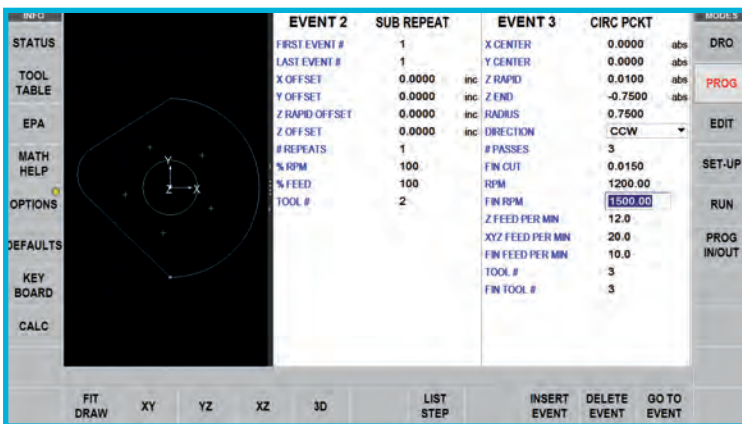 INFO
MODES
EVENT 2 SUB REPEAT
EVENT 3 CIRC PCKT
STATUS
TOOL
TABLE
EPA
MATH
HELP
OPTIONS
DEFAULTS
KEY
BOARD
CALC
Y
Z X
FIRST EVENT # 1
LAST EVENT # 1
X OFFSET 0.0000 inc
Y OFFSET 0.0000 inc
Z RAPID OFFSET 0.0000 inc
Z OFFSET 0.0000 inc
# REPEATS 1
% RPM 100
% FEED 100
TOOL # 2
X CENTER 0.0000 abs
Y CENTER 0.0000 abs
Z RAPID 0.0100 abs
Z END -0.7500 abs
RADIUS 0.7500
DIRECTION CCW
# PASSES 3
FIN CUT 0.0150
RPM 1200.00
FIN RPM 1500.00
Z FEED PER MIN 12.0
XYZ FEED PER MIN 20.0
FIN FEED PER MIN 10.0
TOOL # 3
FIN TOOL # 3
DRO
PROG
EDIT
SET-UP
RUN
PROG
IN/OUT
FIT
DRAW
XY
YZ
XZ
3D
LIST
STEP
INSERT
EVENT
DELETE
EVENT
GO TO
EVENT